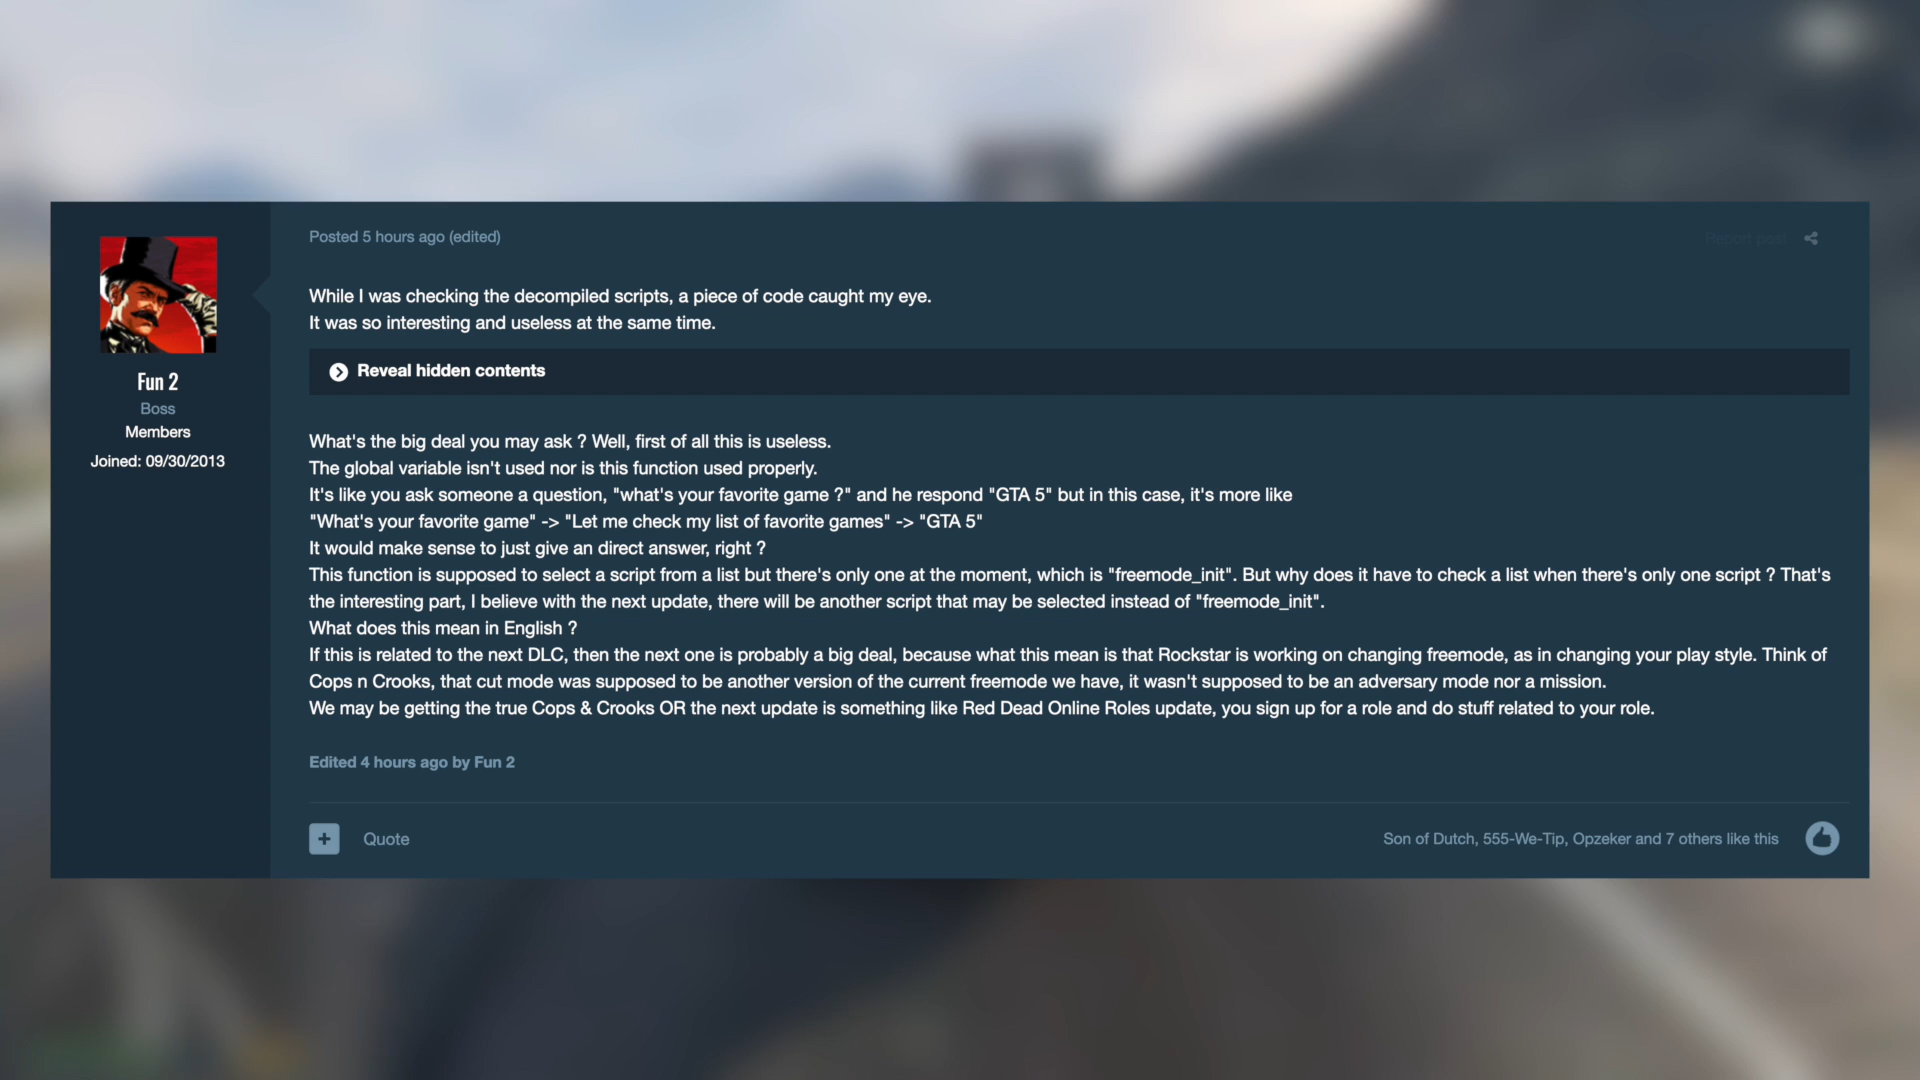 Posted 5 hours ago (edited)
Report post
While I was checking the decompiled scripts, a piece of code caught my eye.
It was so interesting and useless at the same time.
Reveal hidden contents
Fun 2
Boss
Members
Joined: 09/30/2013
What's the big deal you may ask ? Well, first of all this is useless.
The global variable isn't used nor is this function used properly.
It's like you ask someone a question, "what's your favorite game ?" and he respond "GTA 5" but in this case, it's more like
"What's your favorite game" -> "Let me check my list of favorite games" -> "GTA 5"
It would make sense to just give an direct answer, right ?
This function is supposed to select a script from a list but there's only one at the moment, which is "freemode_init". But why does it have to check a list when there's only one script ? That's
the interesting part, I believe with the next update, there will be another script that may be selected instead of "freemode_init".
What does this mean in English ?
If this is related to the next DLC, then the next one is probably a big deal, because what this mean is that Rockstar is working on changing freemode, as in changing your play style. Think of
Cops n Crooks, that cut mode was supposed to be another version of the current freemode we have, it wasn't supposed to be an adversary mode nor a mission.
We may be getting the true Cops & Crooks OR the next update is something like Red Dead Online Roles update, you sign up for a role and do stuff related to your role.
Edited 4 hours ago by Fun 2
+ Quote
Son of Dutch, 555-We-Tip, Opzeker and 7 others like this